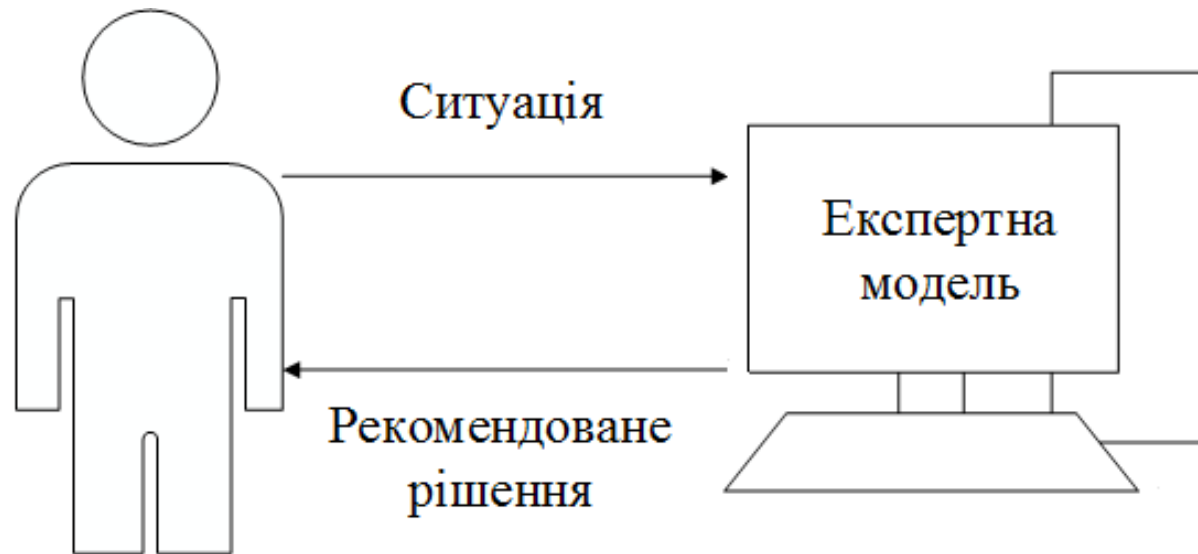 Ситуація
Експертна
модель
Рекомендоване
рішення